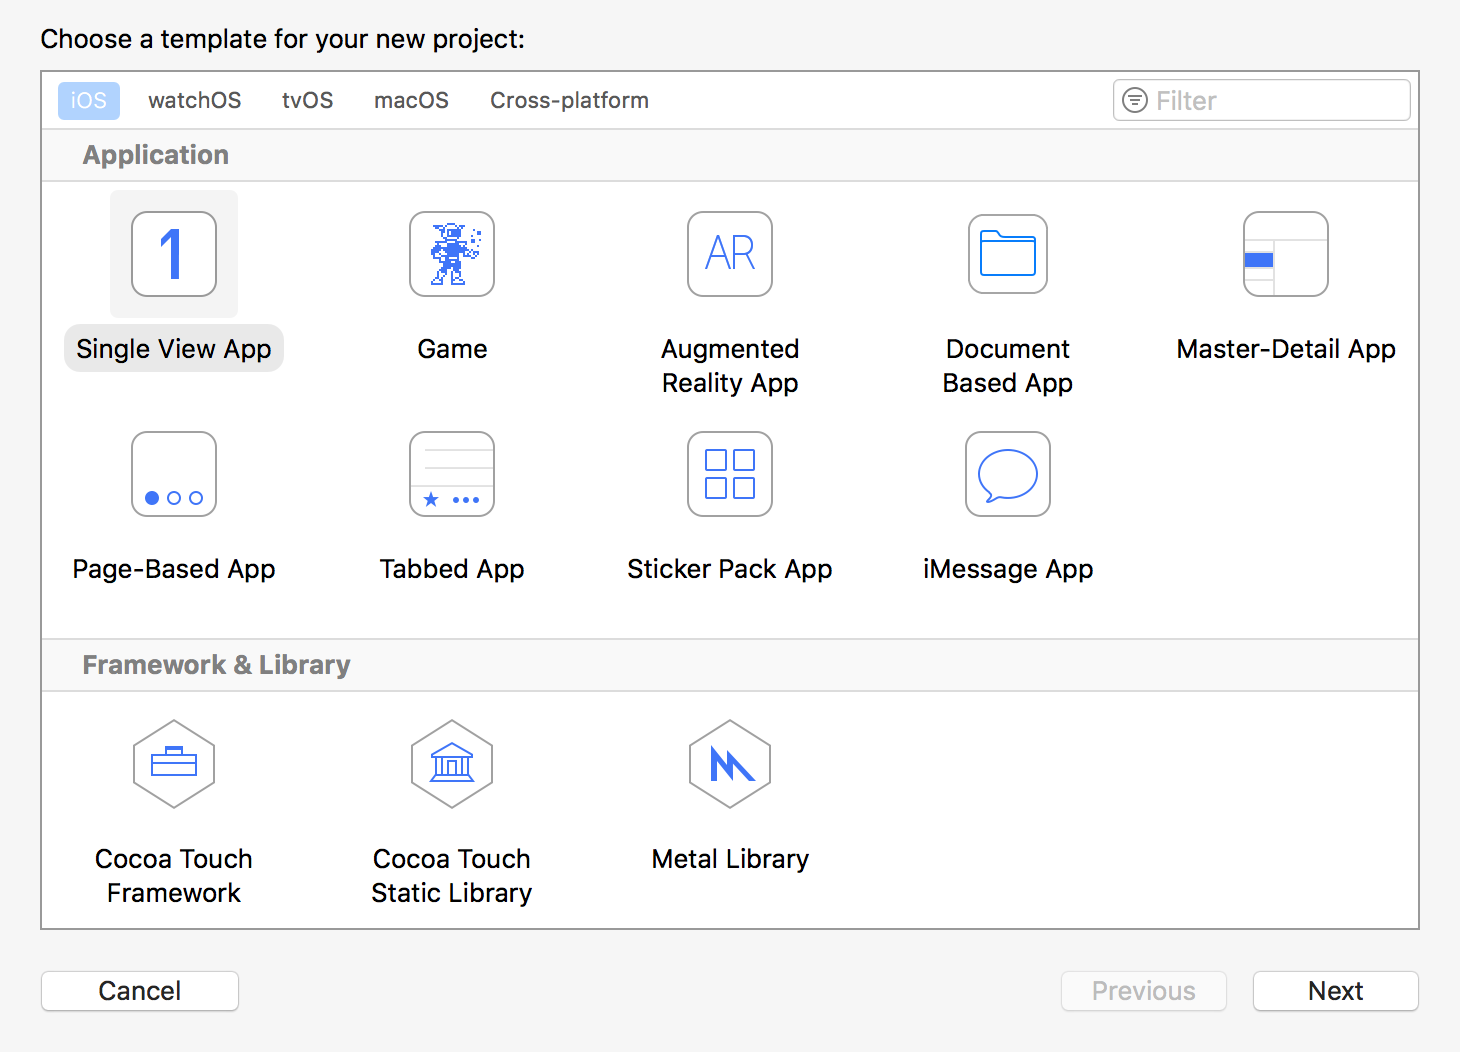 Choose a template for your new project:
iOS watchOS tvOS macOS Cross-platform Filter
Application
1 AR
Single View App Game Augmented Document Master-Detail App
Reality App Based App
Page-Based App Tabbed App Sticker Pack App iMessage App
Framework & Library
Cocoa Touch Cocoa Touch Metal Library
Framework Static Library
Cancel Previous Next